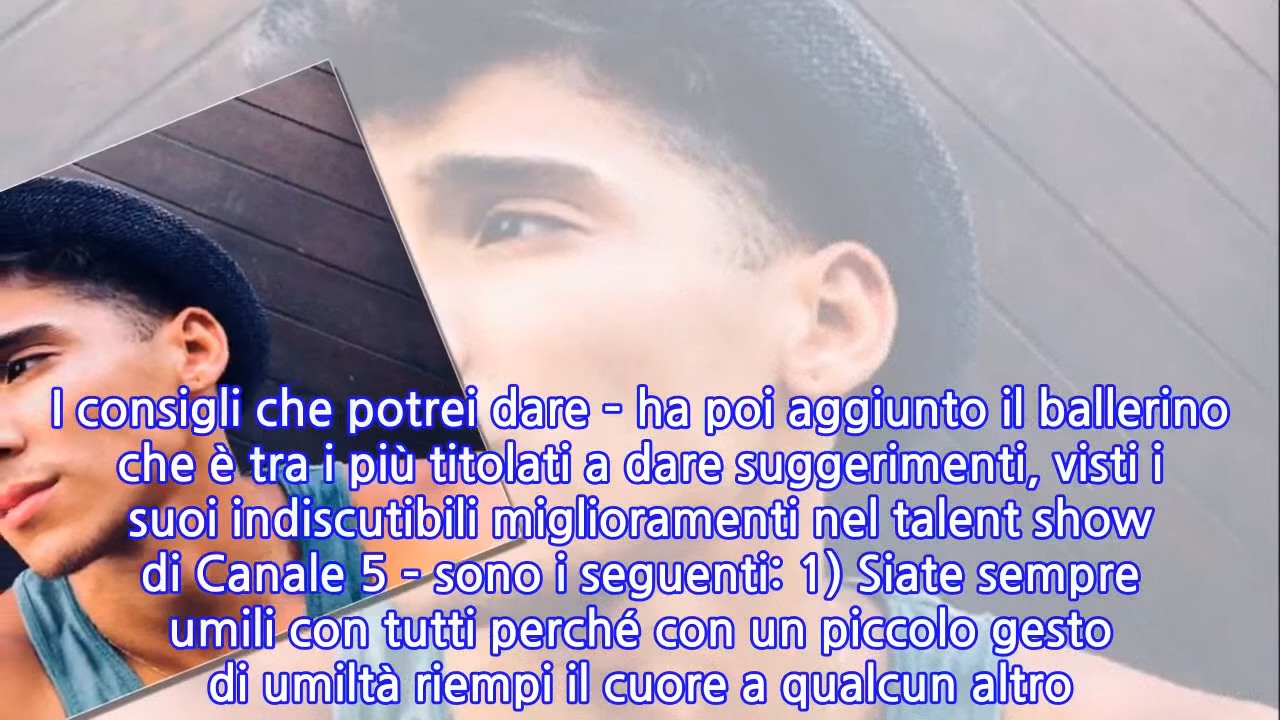 I consigli che potrei dare - ha poi aggiunto il ballerino
che è tra i più titolati a dare suggerimenti, visti i
suoi indiscutibili miglioramenti nel talent show
di Canale 5 - sono i seguenti: 1) Siate sempre
umili con tutti perché con un piccolo gesto
di umiltà riempi il cuore a qualcun altro